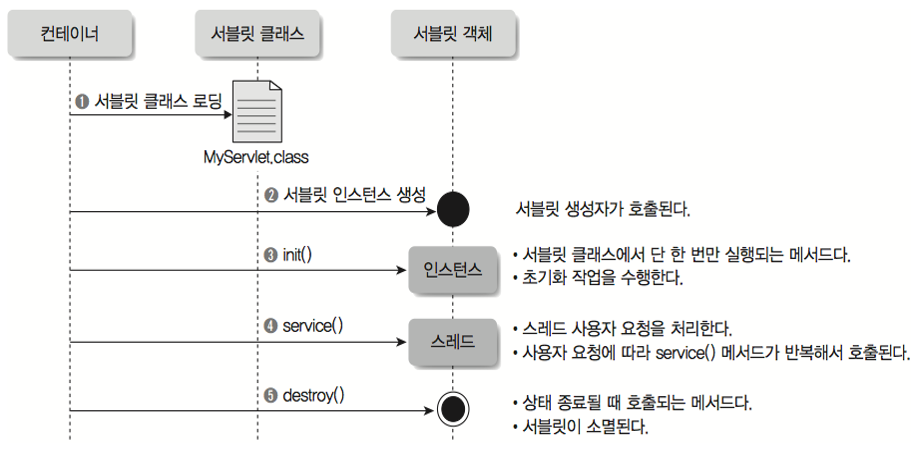 컨테이너
서블릿 클래스
서블릿 객체
❶ 서블릿 클래스 로딩
MyServlet.class
❷ 서블릿 인스턴스 생성
서블릿 생성자가 호출된다.
❸ init()
인스턴스
• 서블릿 클래스에서 단 한 번만 실행되는 메서드다.
• 초기화 작업을 수행한다.
❹ service()
스레드
• 스레드 사용자 요청을 처리한다.
• 사용자 요청에 따라 service() 메서드가 반복해서 호출된다.
❺ destroy()
• 상태 종료될 때 호출되는 메서드다.
• 서블릿이 소멸된다.